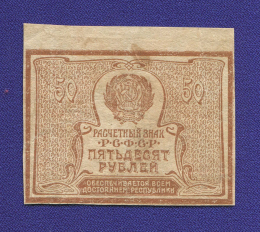 50 50
РАСЧЕТНЫЙ ЗНАК
Р·С·Ф·С·Р
ПЯТЬДЕСЯТ
РУБЛЕЙ
ОБЕСПЕЧИВАЕТСЯ ВСЕМ
ДОСТОЯНИЕМ РЕСПУБЛИКИ